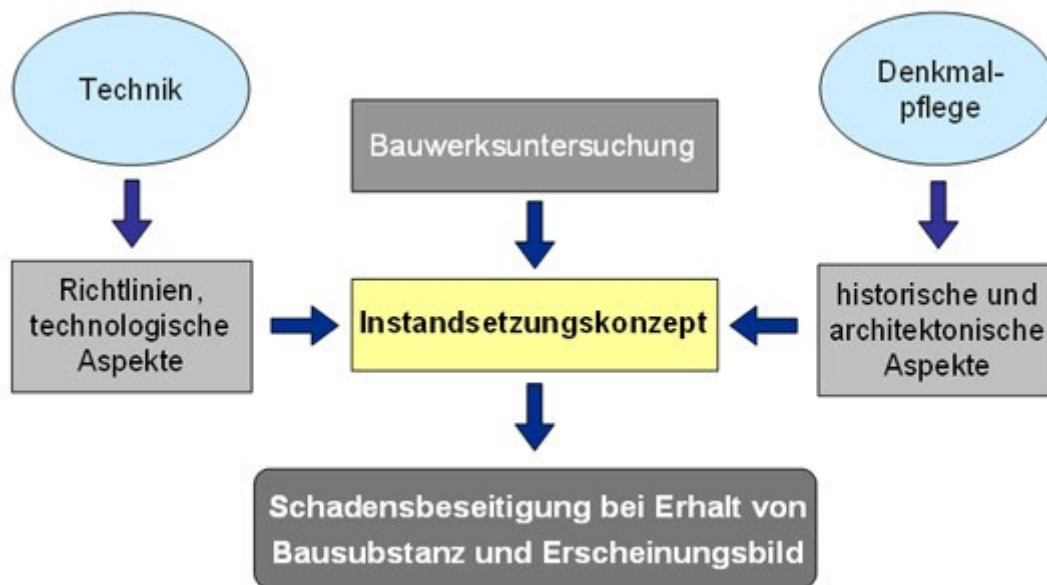 Technik
Denkmal-
pflege
Bauwerksuntersuchung
Richtlinien,
technologische
Aspekte
Instandsetzungskonzept
historische und
architektonische
Aspekte
Schadensbeseitigung bei Erhalt von
Bausubstanz und Erscheinungsbild